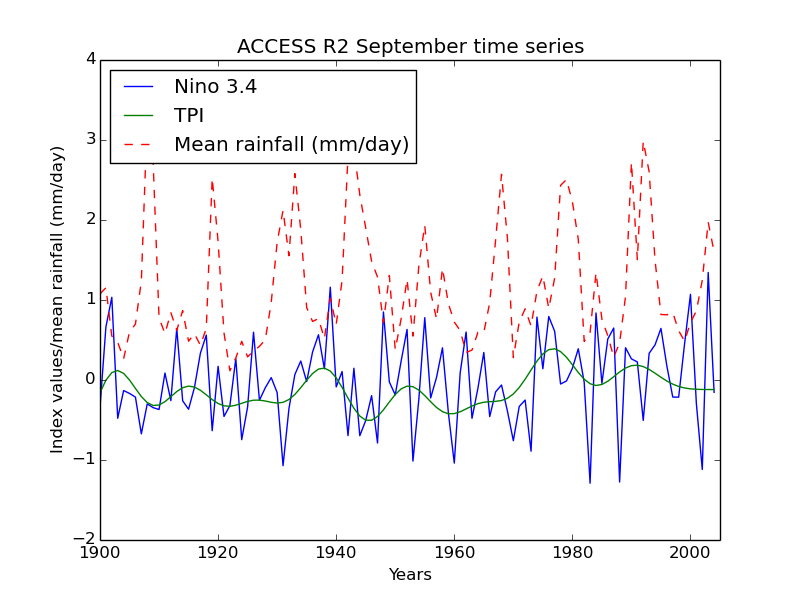 ACCESS R2 September time series
Nino 3.4
TPI
Mean rainfall (mm/day)
Index values/mean rainfall (mm/day)
4
3
2
1
0
−1
−2
1900 1920 1940 1960 1980 2000
Years